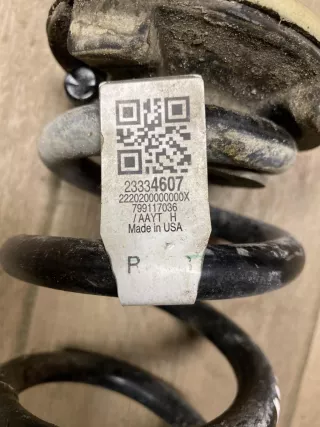 23334607
2220200000000X
799117036
/ AAYT H
Made in USA
P